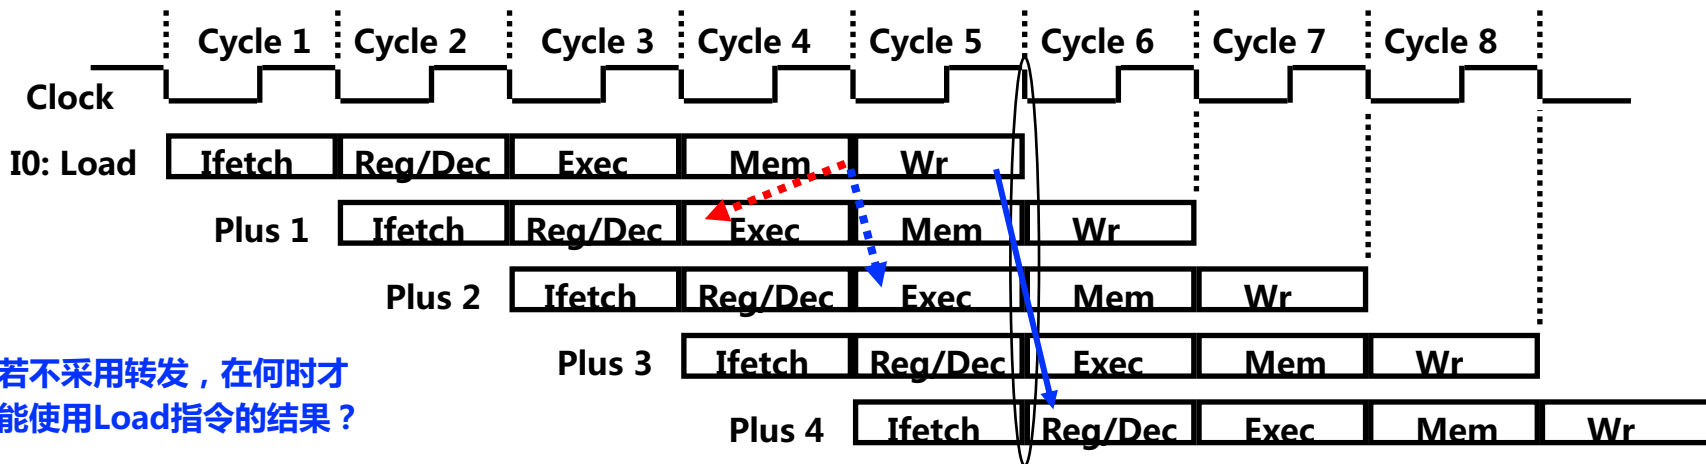 Cycle 1 Cycle 2 Cycle 3 Cycle 4 Cycle 5 Cycle 6 Cycle 7 Cycle 8
Clock
I0: Load Ifetch Reg/Dec Exec Mem Wr
Plus 1 Ifetch Reg/Dec Exec Mem Wr
Plus 2 Ifetch Reg/Dec Exec Mem Wr
Plus 3 Ifetch Reg/Dec Exec Mem Wr
若不采用转发，在何时才
能使用Load指令的结果？
Plus 4 Ifetch Reg/Dec Exec Mem Wr